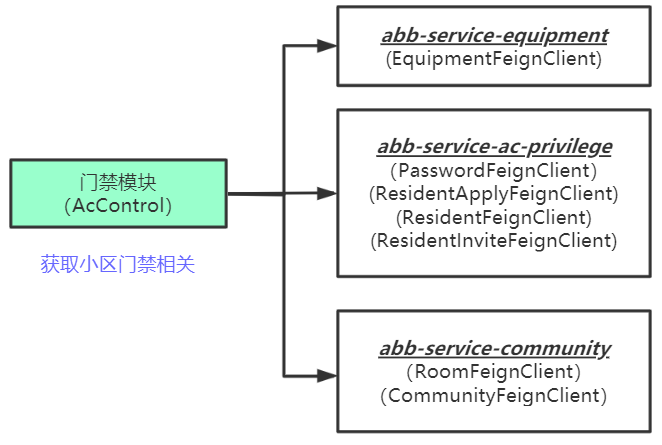 门禁模块
(AcControl)
获取小区门禁相关
abb-service-equipment
(EquipmentFeignClient)
abb-service-ac-privilege
(PasswordFeignClient)
(ResidentApplyFeignClient)
(ResidentFeignClient)
(ResidentInviteFeignClient)
abb-service-community
(RoomFeignClient)
(CommunityFeignClient)